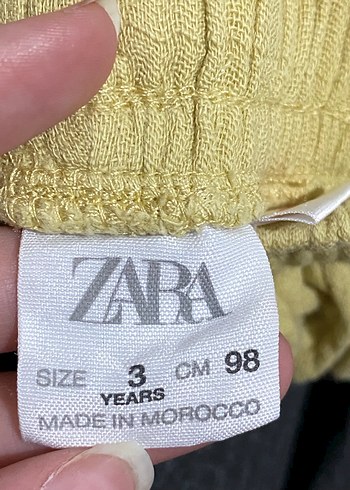 ZARA
SIZE 3 YEARS CM 98
MADE IN MOROCCO